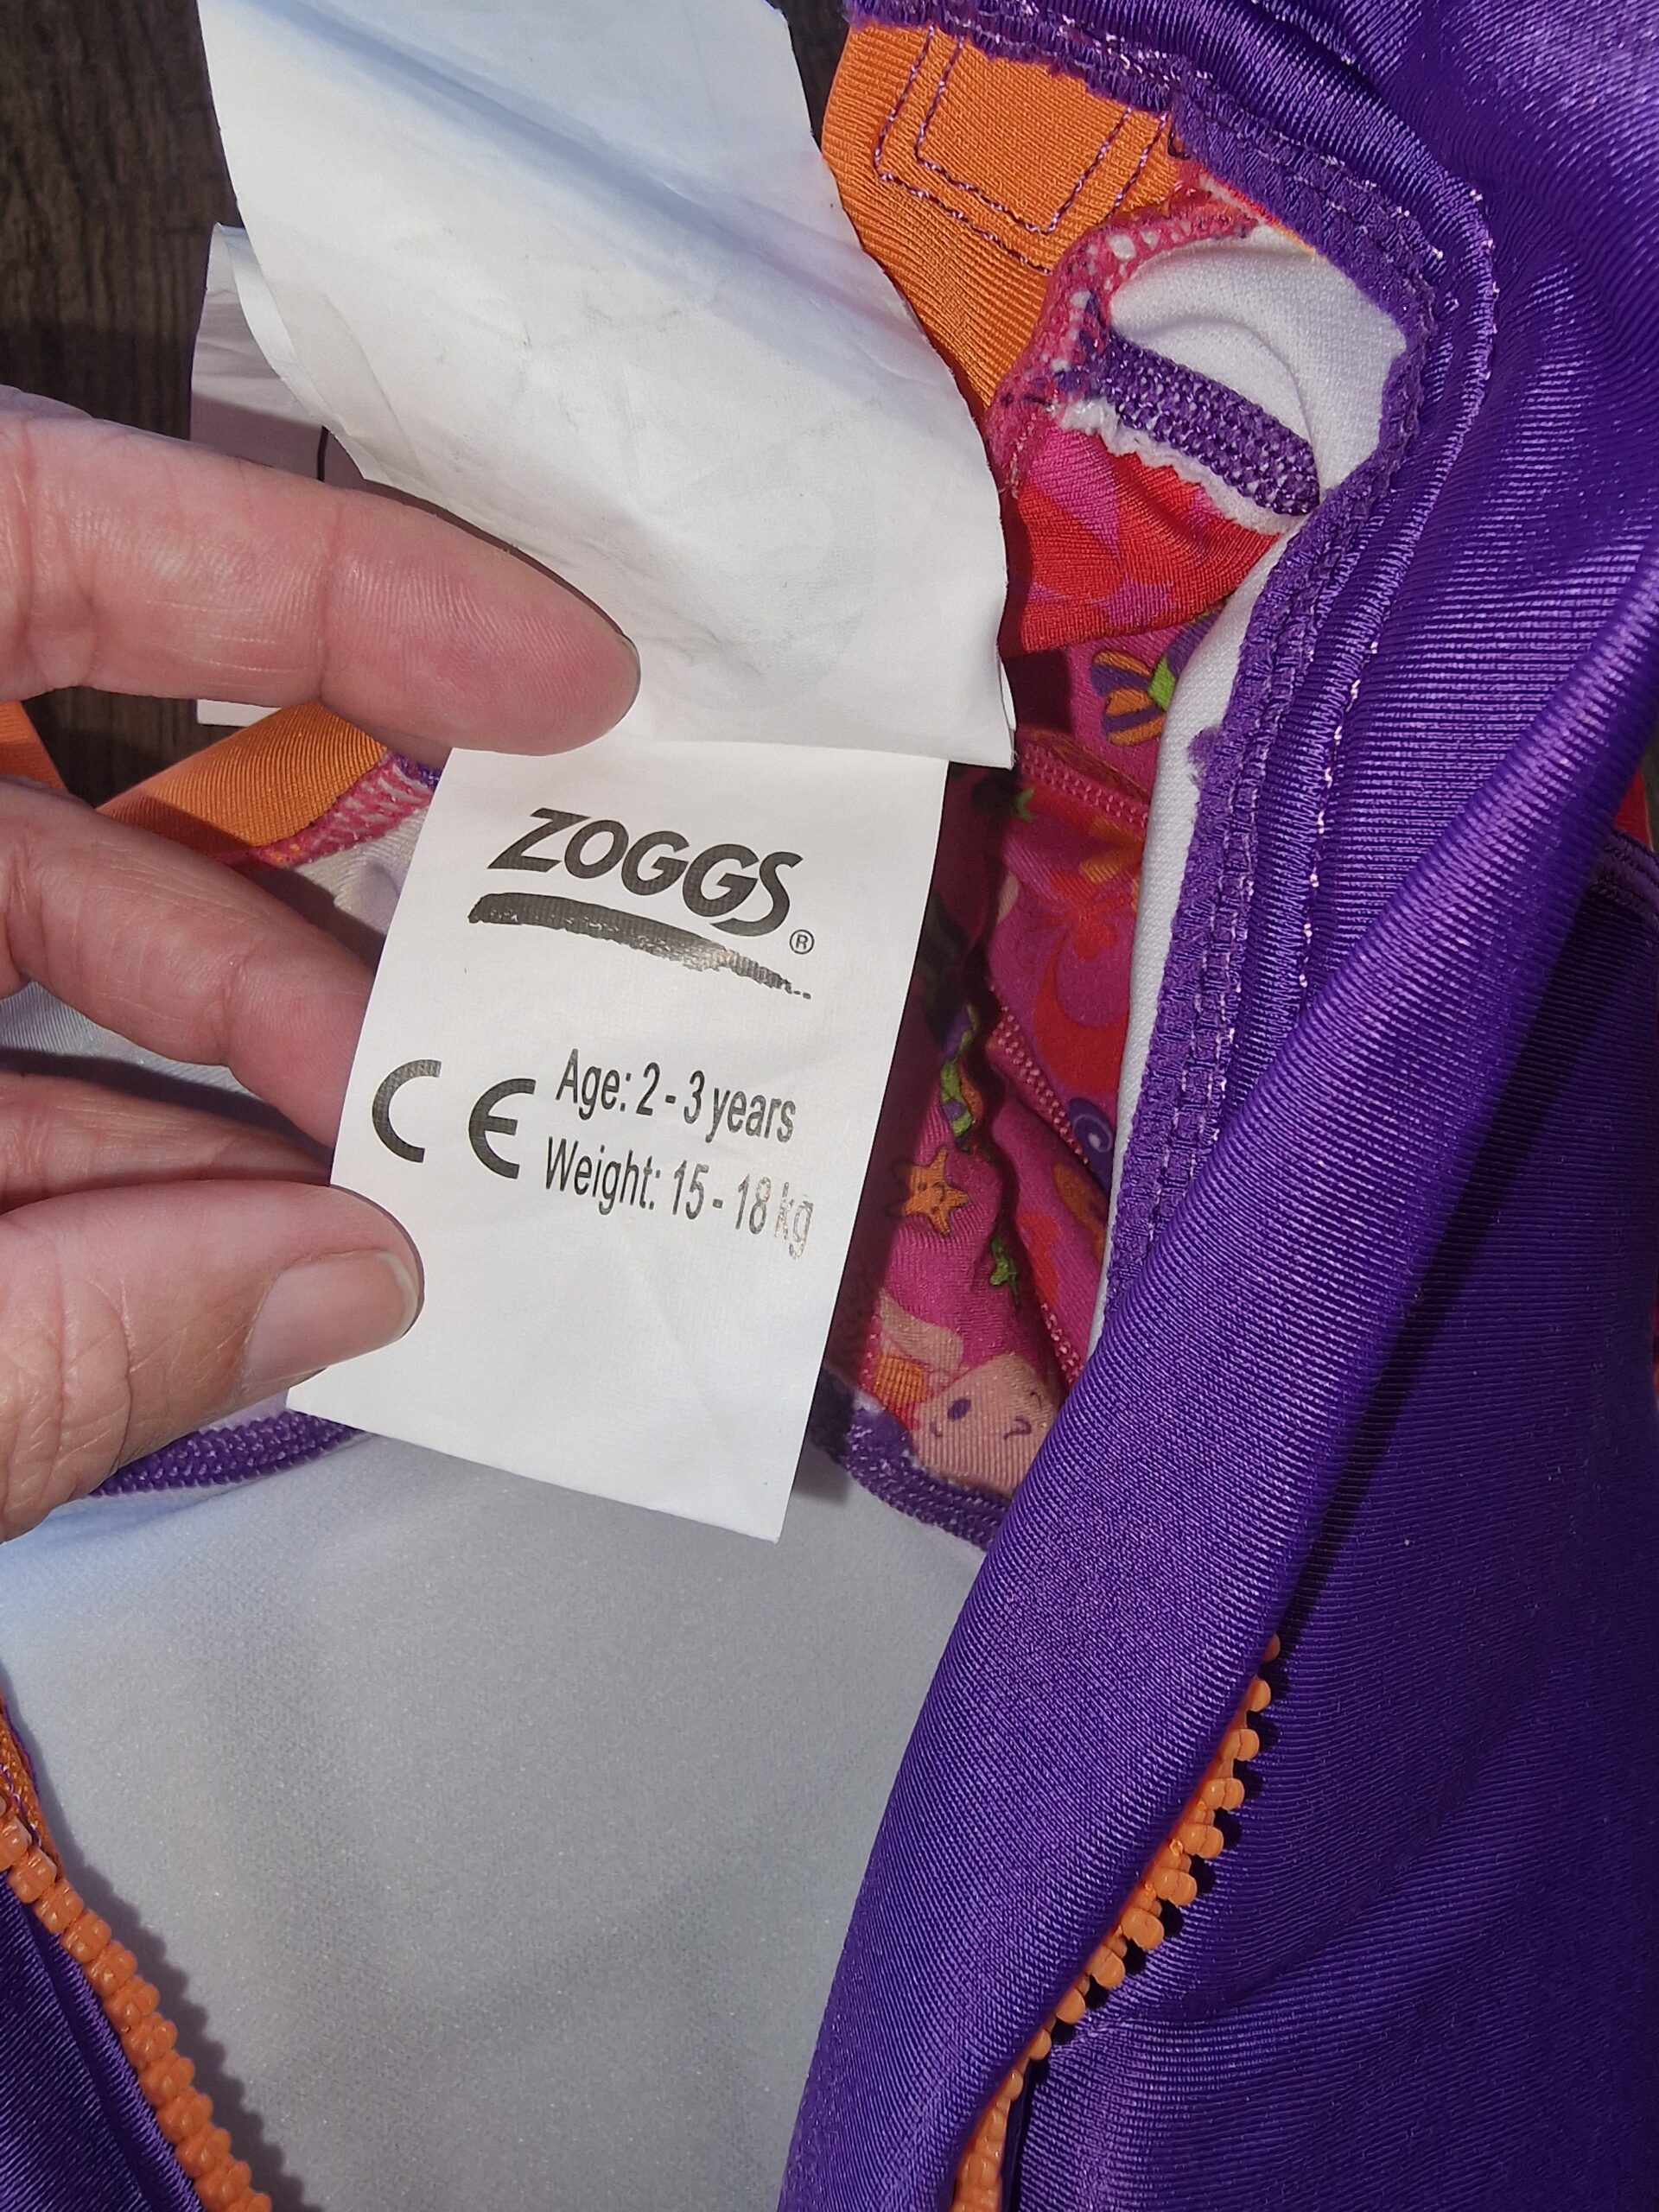 ZOGGS®
CE
Age: 2 - 3 years
Weight: 15 - 18 kg